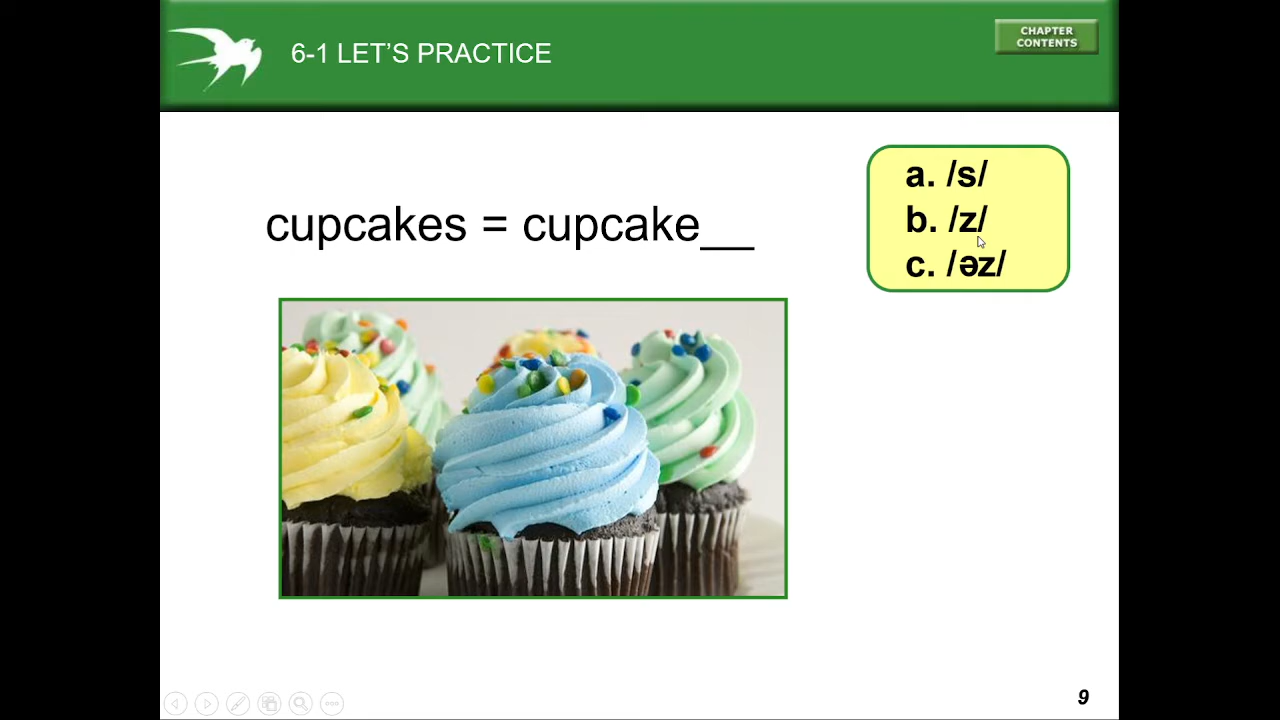 6-1 LET’S PRACTICE
CHAPTER
CONTENTS
cupcakes = cupcake__
a. /s/
b. /z/
c. /əz/
9